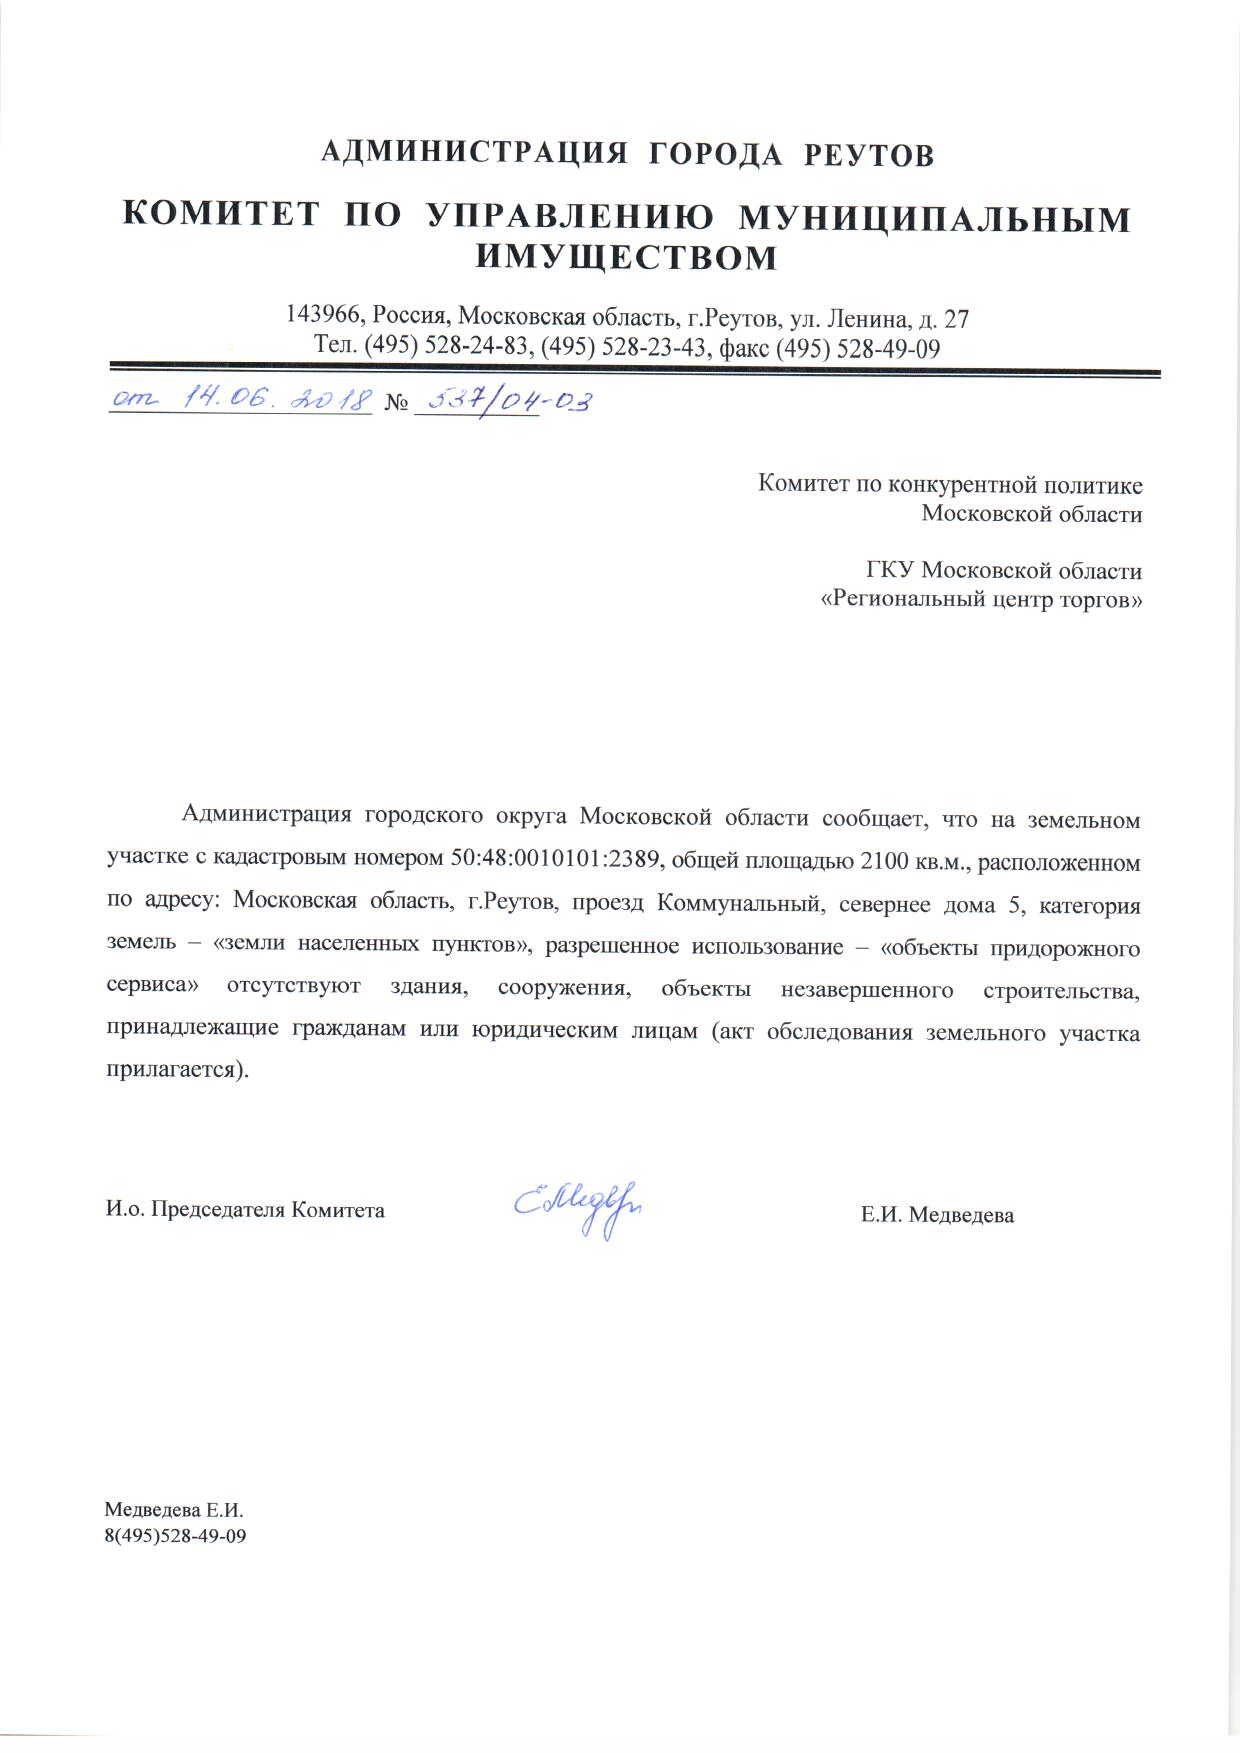 АДМИНИСТРАЦИЯ ГОРОДА РЕУТОВ
КОМИТЕТ ПО УПРАВЛЕНИЮ МУНИЦИПАЛЬНЫМ
ИМУЩЕСТВОМ
143966, Россия, Московская область, г.Реутов, ул. Ленина, д. 27
Тел. (495) 528-24-83, (495) 528-23-43, факс (495) 528-49-09
от 14.06.2018 № 537/04-03
Комитет по конкурентной политике
Московской области
ГКУ Московской области
«Региональный центр торгов»
Администрация городского округа Московской области сообщает, что на земельном
участке с кадастровым номером 50:48:0010101:2389, общей площадью 2100 кв.м., расположенном
по адресу: Московская область, г.Реутов, проезд Коммунальный, севернее дома 5, категория
земель – «земли населенных пунктов», разрешенное использование – «объекты придорожного
сервиса» отсутствуют здания, сооружения, объекты незавершенного строительства,
принадлежащие гражданам или юридическим лицам (акт обследования земельного участка
прилагается).
И.о. Председателя Комитета Е.И. Медведева
Медведева Е.И.
8(495)528-49-09